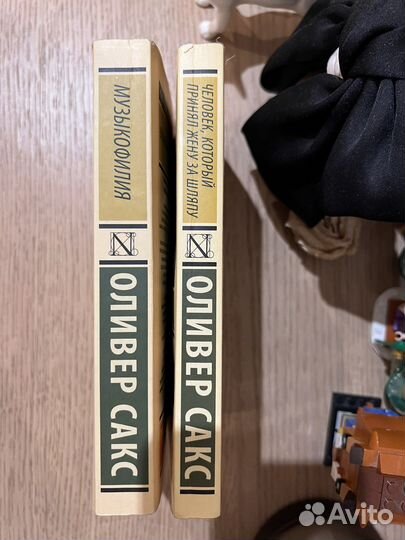 МУЗЫКОФИЛИЯ
N
ОЛИВЕР САКС
ЧЕЛОВЕК, КОТОРЫЙ
ПРИНЯЛ ЖЕНУ ЗА ШЛЯПУ
N
ОЛИВЕР САКС
Avito